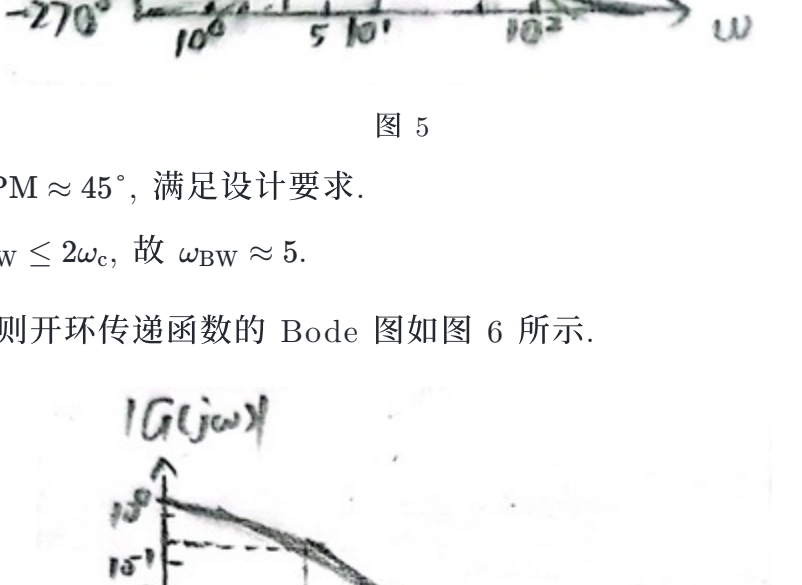 -270°
10⁰ 5 10¹ 10² ω
图 5
PM ≈ 45°, 满足设计要求.
W ≤ 2ωc, 故 ωBW ≈ 5.
则开环传递函数的 Bode 图如图 6 所示.
|G(jω)|
10⁰
10⁻¹